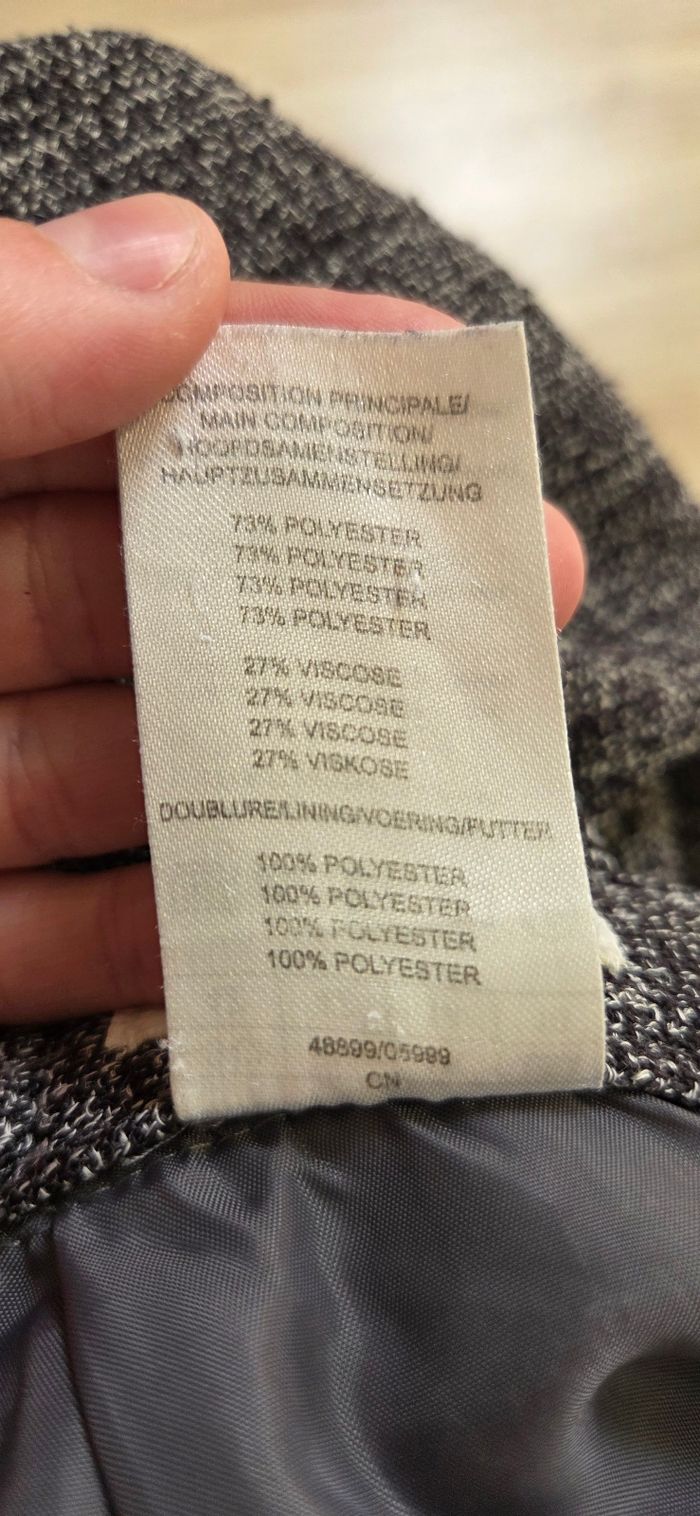 COMPOSITION PRINCIPALE/
MAIN COMPOSITION/
HOOFDSAMENSTELLING/
HAUPTZUSAMMENSETZUNG
73% POLYESTER
73% POLYESTER
73% POLYESTER
73% POLYESTER
27% VISCOSE
27% VISCOSE
27% VISCOSE
27% VISKOSE
DOUBLURE/LINING/VOERING/FUTTER
100% POLYESTER
100% POLYESTER
100% POLYESTER
100% POLYESTER
48899/05999
CN